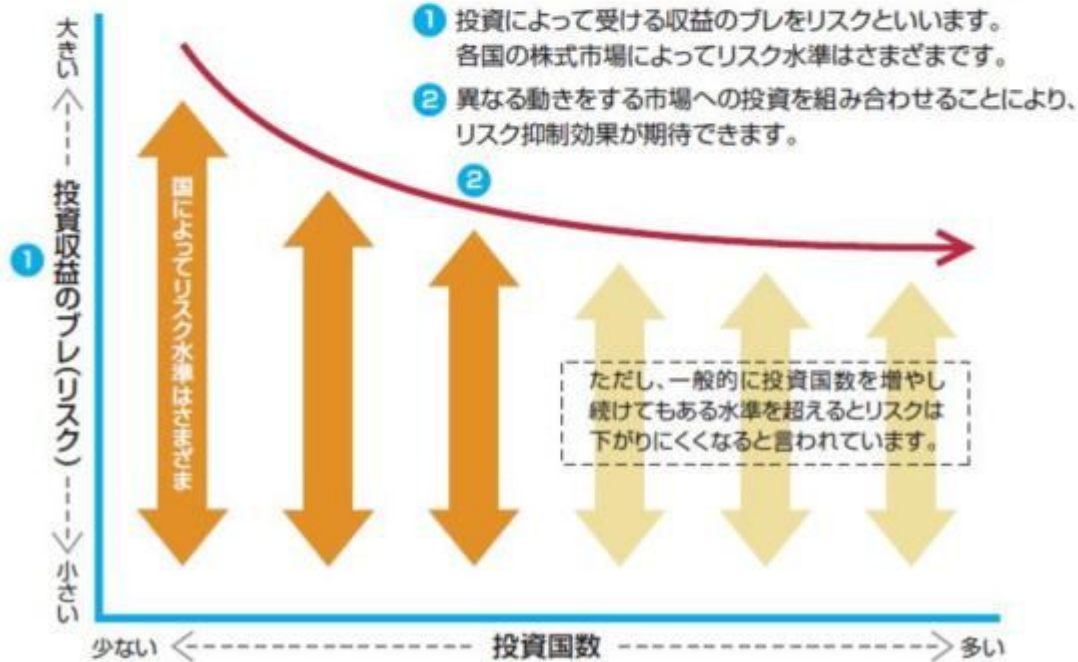 ❶ 投資によって受ける収益のブレをリスクといいます。
各国の株式市場によってリスク水準はさまざまです。
❷ 異なる動きをする市場への投資を組み合わせることにより、
リスク抑制効果が期待できます。
大きい
❶ 投資収益のブレ(リスク)
小さい
❷
国によってリスク水準はさまざま
ただし、一般的に投資国数を増やし
続けてもある水準を超えるとリスクは
下がりにくくなると言われています。
少ない 投資国数 多い